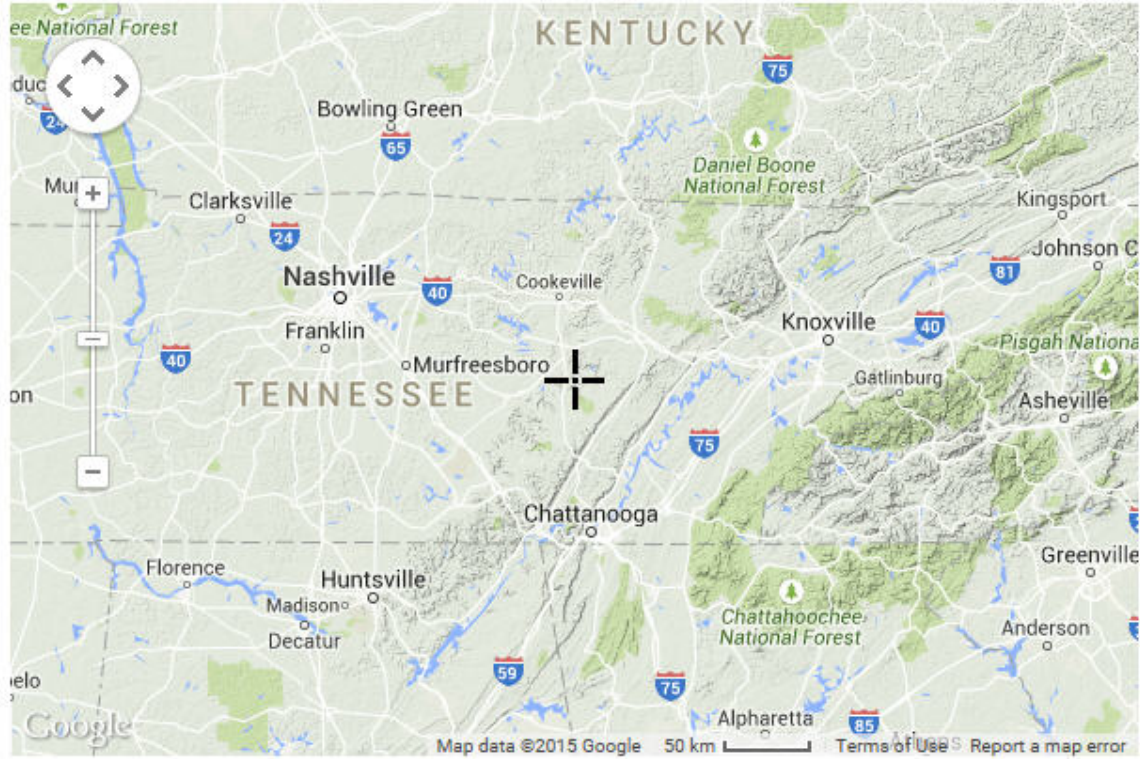 ee National Forest
KENTUCKY
75
duc
24
Bowling Green
65
Daniel Boone
National Forest
Mur
Clarksville
Kingsport
24
Johnson C
81
Nashville
40
Cookeville
Knoxville
40
Franklin
Pisgah Nationa
40
Murfreesboro
Gatlinburg
on
TENNESSEE
Asheville
75
Chattanooga
Greenville
Florence
Huntsville
Madison
Chattahoochee
National Forest
Decatur
Anderson
59
75
elo
Google
Alpharetta
85
Map data ©2015 Google 50 km Terms of Use Report a map error